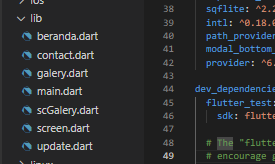 ios
lib
beranda.dart
contact.dart
galery.dart
main.dart
scGalery.dart
screen.dart
update.dart
38 sqflite: ^2.2
39 intl: ^0.18.0
40 path_provider
41 modal_bottom_
42 provider: ^6.
43
44 dev_dependencie
45 flutter_test:
46 sdk: flutte
47
48 # The "flutte
49 # encourage g